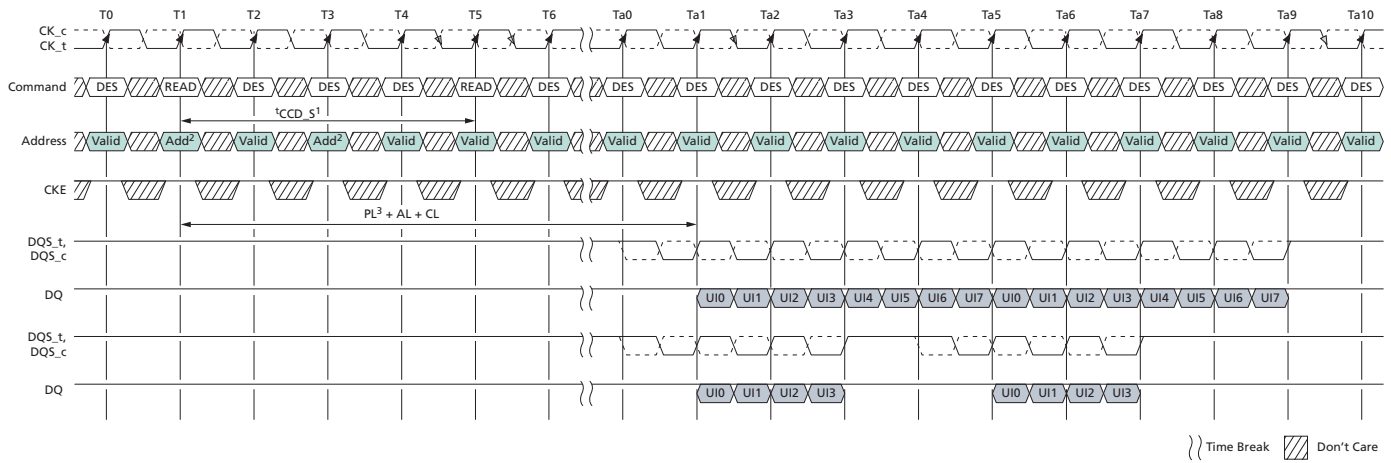 T0 T1 T2 T3 T4 T5 T6 Ta0 Ta1 Ta2 Ta3 Ta4 Ta5 Ta6 Ta7 Ta8 Ta9 Ta10
CK_c
CK_t
Command DES READ DES DES DES READ DES DES DES DES DES DES DES DES DES DES DES DES
tCCD_S1
Address Valid Add2 Valid Add2 Valid Valid Valid Valid Valid Valid Valid Valid Valid Valid Valid Valid Valid Valid
CKE
PL3 + AL + CL
DQS_t,
DQS_c
DQ UI0 UI1 UI2 UI3 UI4 UI5 UI6 UI7 UI0 UI1 UI2 UI3 UI4 UI5 UI6 UI7
DQS_t,
DQS_c
DQ UI0 UI1 UI2 UI3 UI0 UI1 UI2 UI3
Time Break Don't Care